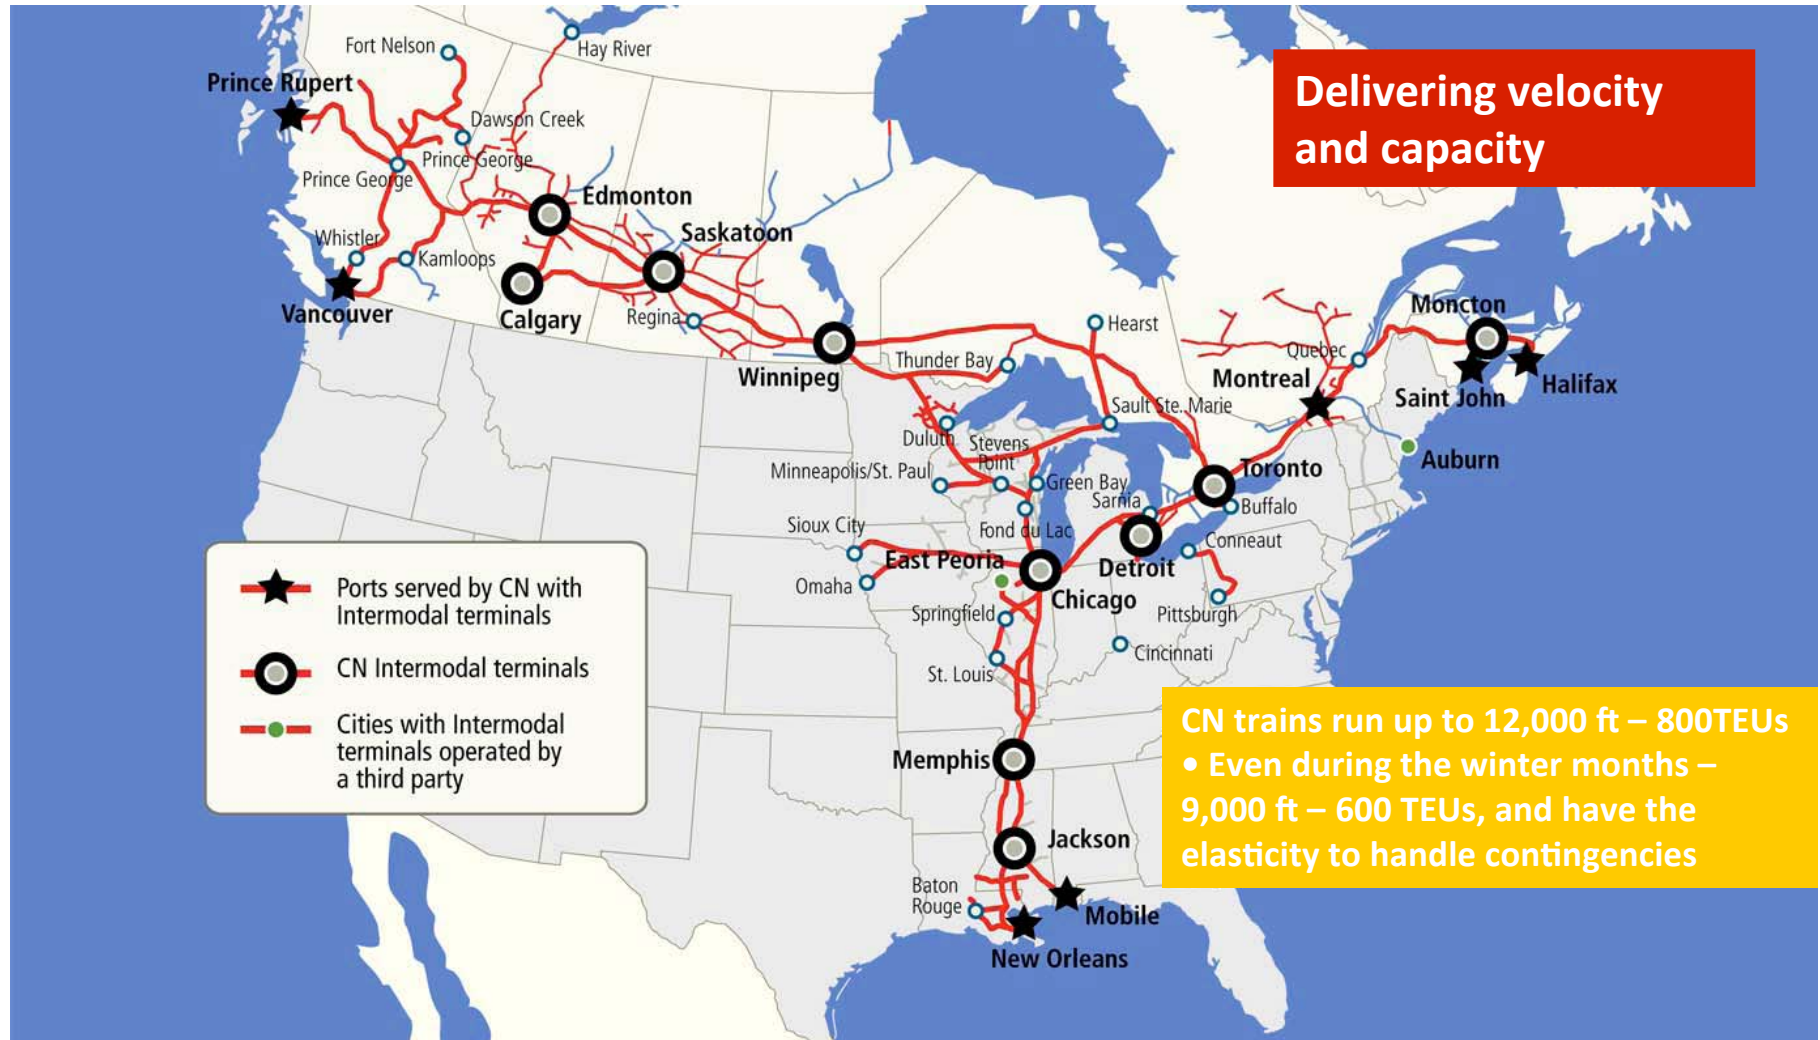 Delivering velocity
and capacity
Fort Nelson
Hay River
Prince Rupert
Dawson Creek
Prince George
Prince George
Edmonton
Saskatoon
Whistler
Kamloops
Vancouver
Calgary
Regina
Winnipeg
Thunder Bay
Hearst
Moncton
Quebec
Montreal
Saint John
Halifax
Sault Ste. Marie
Duluth
Stevens
Point
Auburn
Minneapolis/St. Paul
Green Bay
Sarnia
Toronto
Buffalo
Sioux City
Fond du Lac
Conneaut
East Peoria
Detroit
Omaha
Chicago
Springfield
Pittsburgh
Cincinnati
St. Louis
Memphis
Jackson
Baton
Rouge
Mobile
New Orleans
Ports served by CN with
Intermodal terminals
CN Intermodal terminals
Cities with Intermodal
terminals operated by
a third party
CN trains run up to 12,000 ft – 800TEUs
• Even during the winter months –
9,000 ft – 600 TEUs, and have the
elasticity to handle contingencies